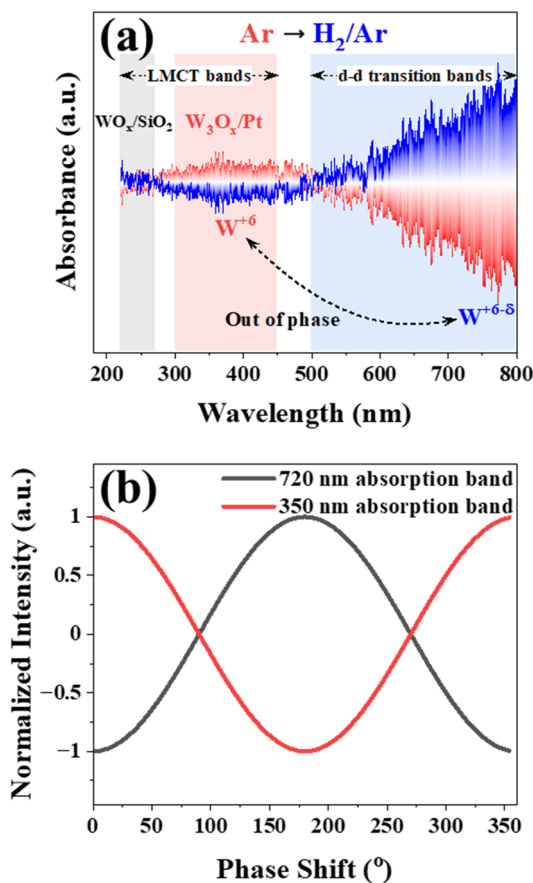 (a)
Ar → H₂/Ar
LMCT bands
d-d transition bands
WOₓ/SiO₂
W₃Oₓ/Pt
W⁺⁶
Out of phase
W⁺⁶⁻ᵟ
Absorbance (a.u.)
200 300 400 500 600 700 800
Wavelength (nm)
(b)
720 nm absorption band
350 nm absorption band
Normalized Intensity (a.u.)
1
0.5
0
−0.5
−1
0 50 100 150 200 250 300 350
Phase Shift (º)